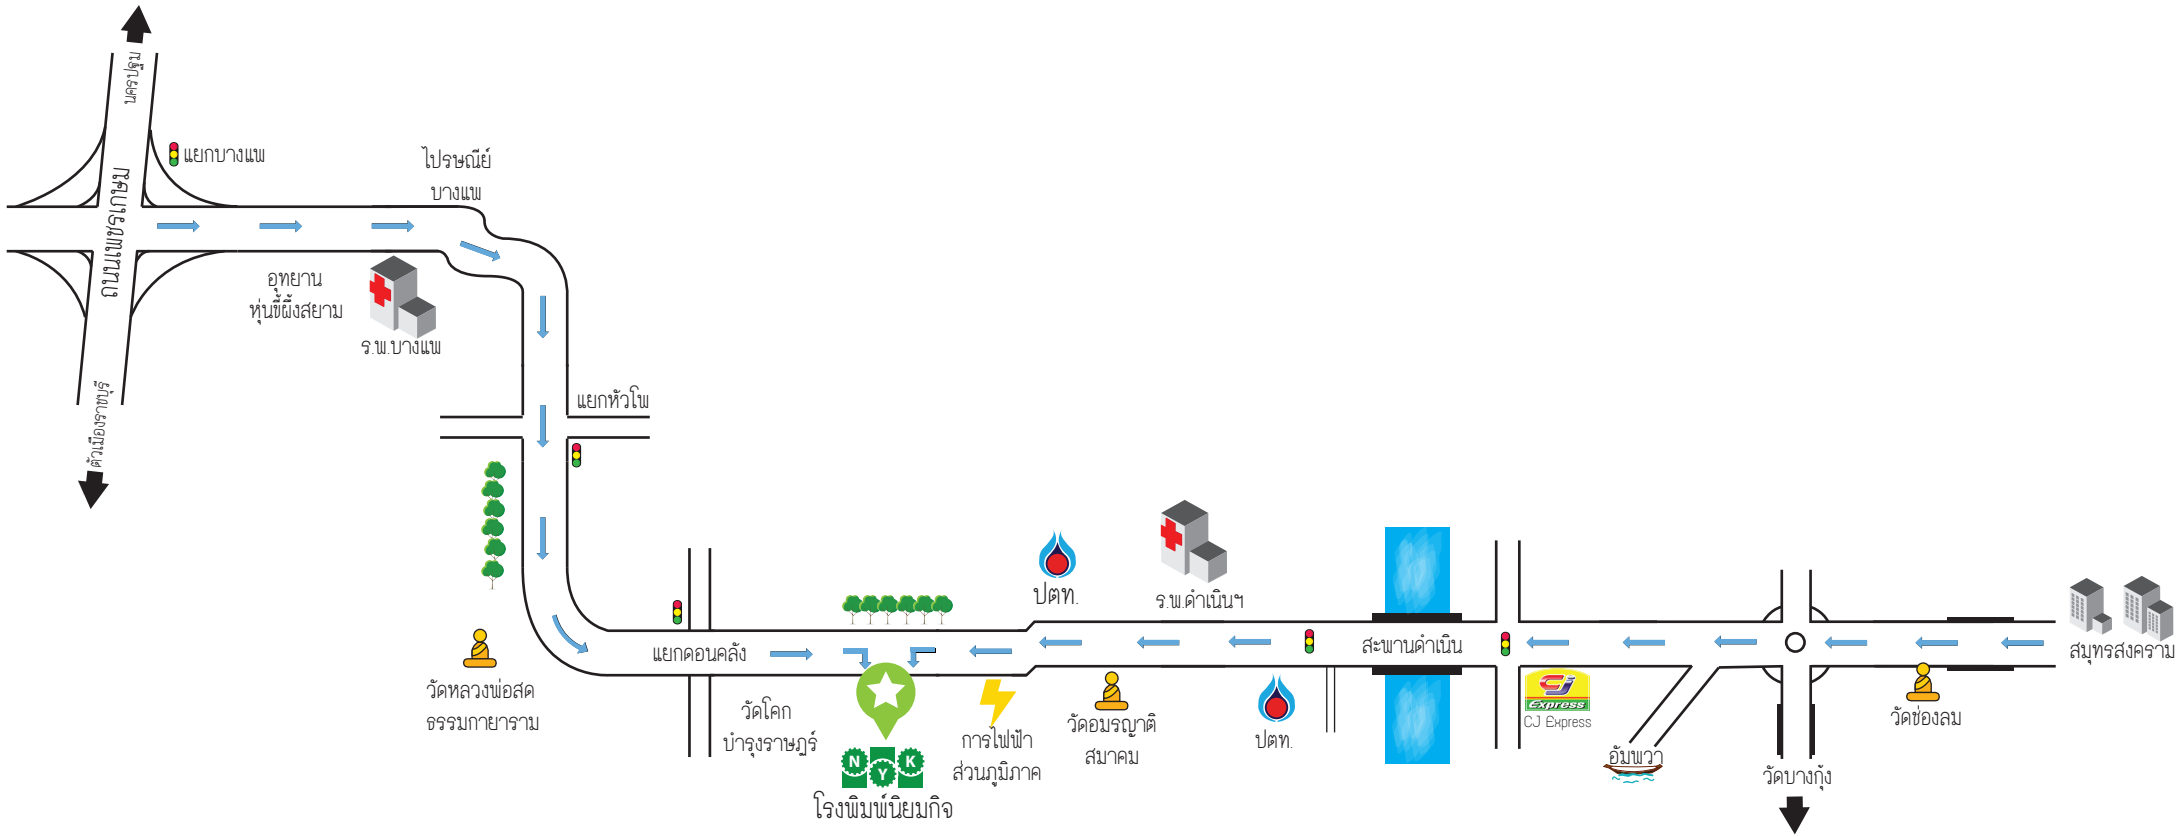 นครปฐม
แยกบางแพ
ถนนเพชรเกษม
ไปรษณีย์
บางแพ
อุทยาน
หุ่นขี้ผึ้งสยาม
ร.พ.บางแพ
ตัวเมืองราชบุรี
แยกหัวโพ
วัดหลวงพ่อสด
ธรรมกายาราม
แยกดอนคลัง
วัดโคก
บำรุงราษฏร์
N Y K
โรงพิมพ์นิยมกิจ
การไฟฟ้า
ส่วนภูมิภาค
ปตท.
วัดอมรญาติ
สมาคม
ร.พ.ดำเนินฯ
ปตท.
สะพานดำเนิน
CJ
Express
CJ Express
อัมพวา
วัดบางกุ้ง
วัดช่องลม
สมุทรสงคราม